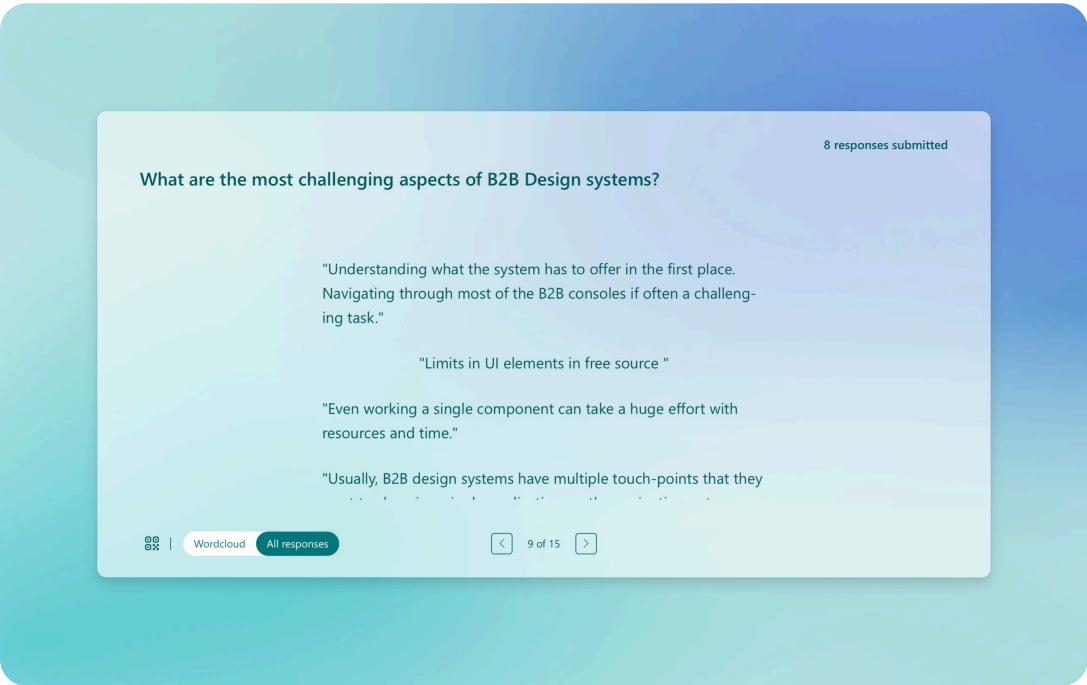 8 responses submitted
What are the most challenging aspects of B2B Design systems?
"Understanding what the system has to offer in the first place.
Navigating through most of the B2B consoles if often a challeng-
ing task."
"Limits in UI elements in free source "
"Even working a single component can take a huge effort with
resources and time."
"Usually, B2B design systems have multiple touch-points that they
Wordcloud
All responses
9 of 15